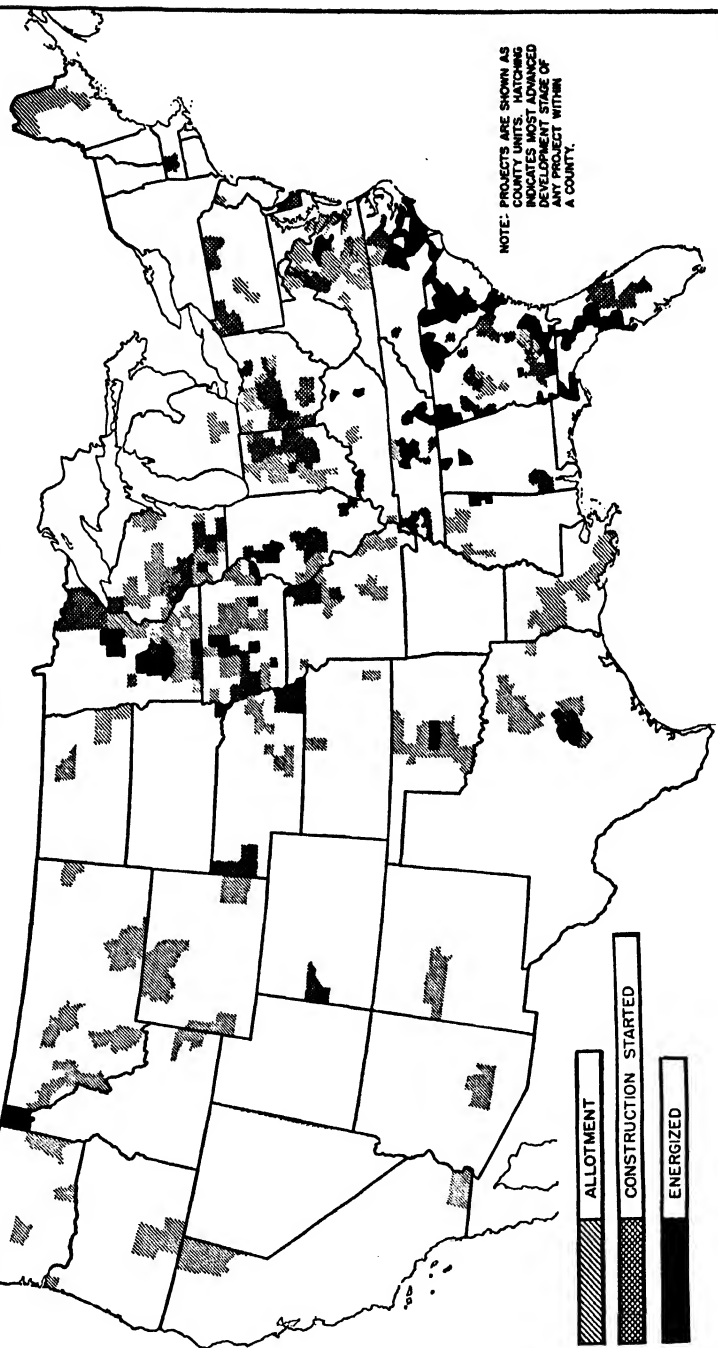 NOTE: PROJECTS ARE SHOWN AS
COUNTY UNITS. HATCHING
INDICATES MOST ADVANCED
DEVELOPMENT STAGE OF
ANY PROJECT WITHIN
A COUNTY.
ALLOTMENT
CONSTRUCTION STARTED
ENERGIZED